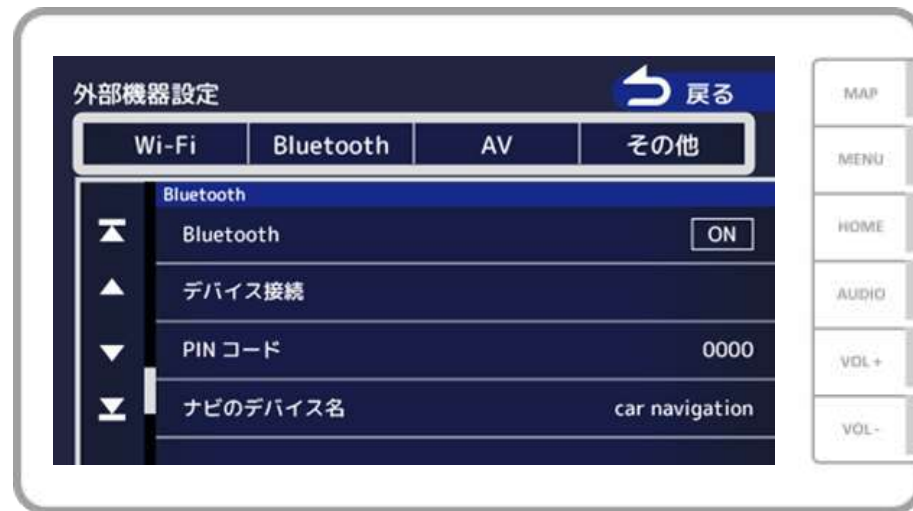 外部機器設定
戻る
Wi-Fi
Bluetooth
AV
その他
Bluetooth
Bluetooth
ON
デバイス接続
PIN コード
0000
ナビのデバイス名
car navigation
MAP
MENU
HOME
AUDIO
VOL +
VOL -